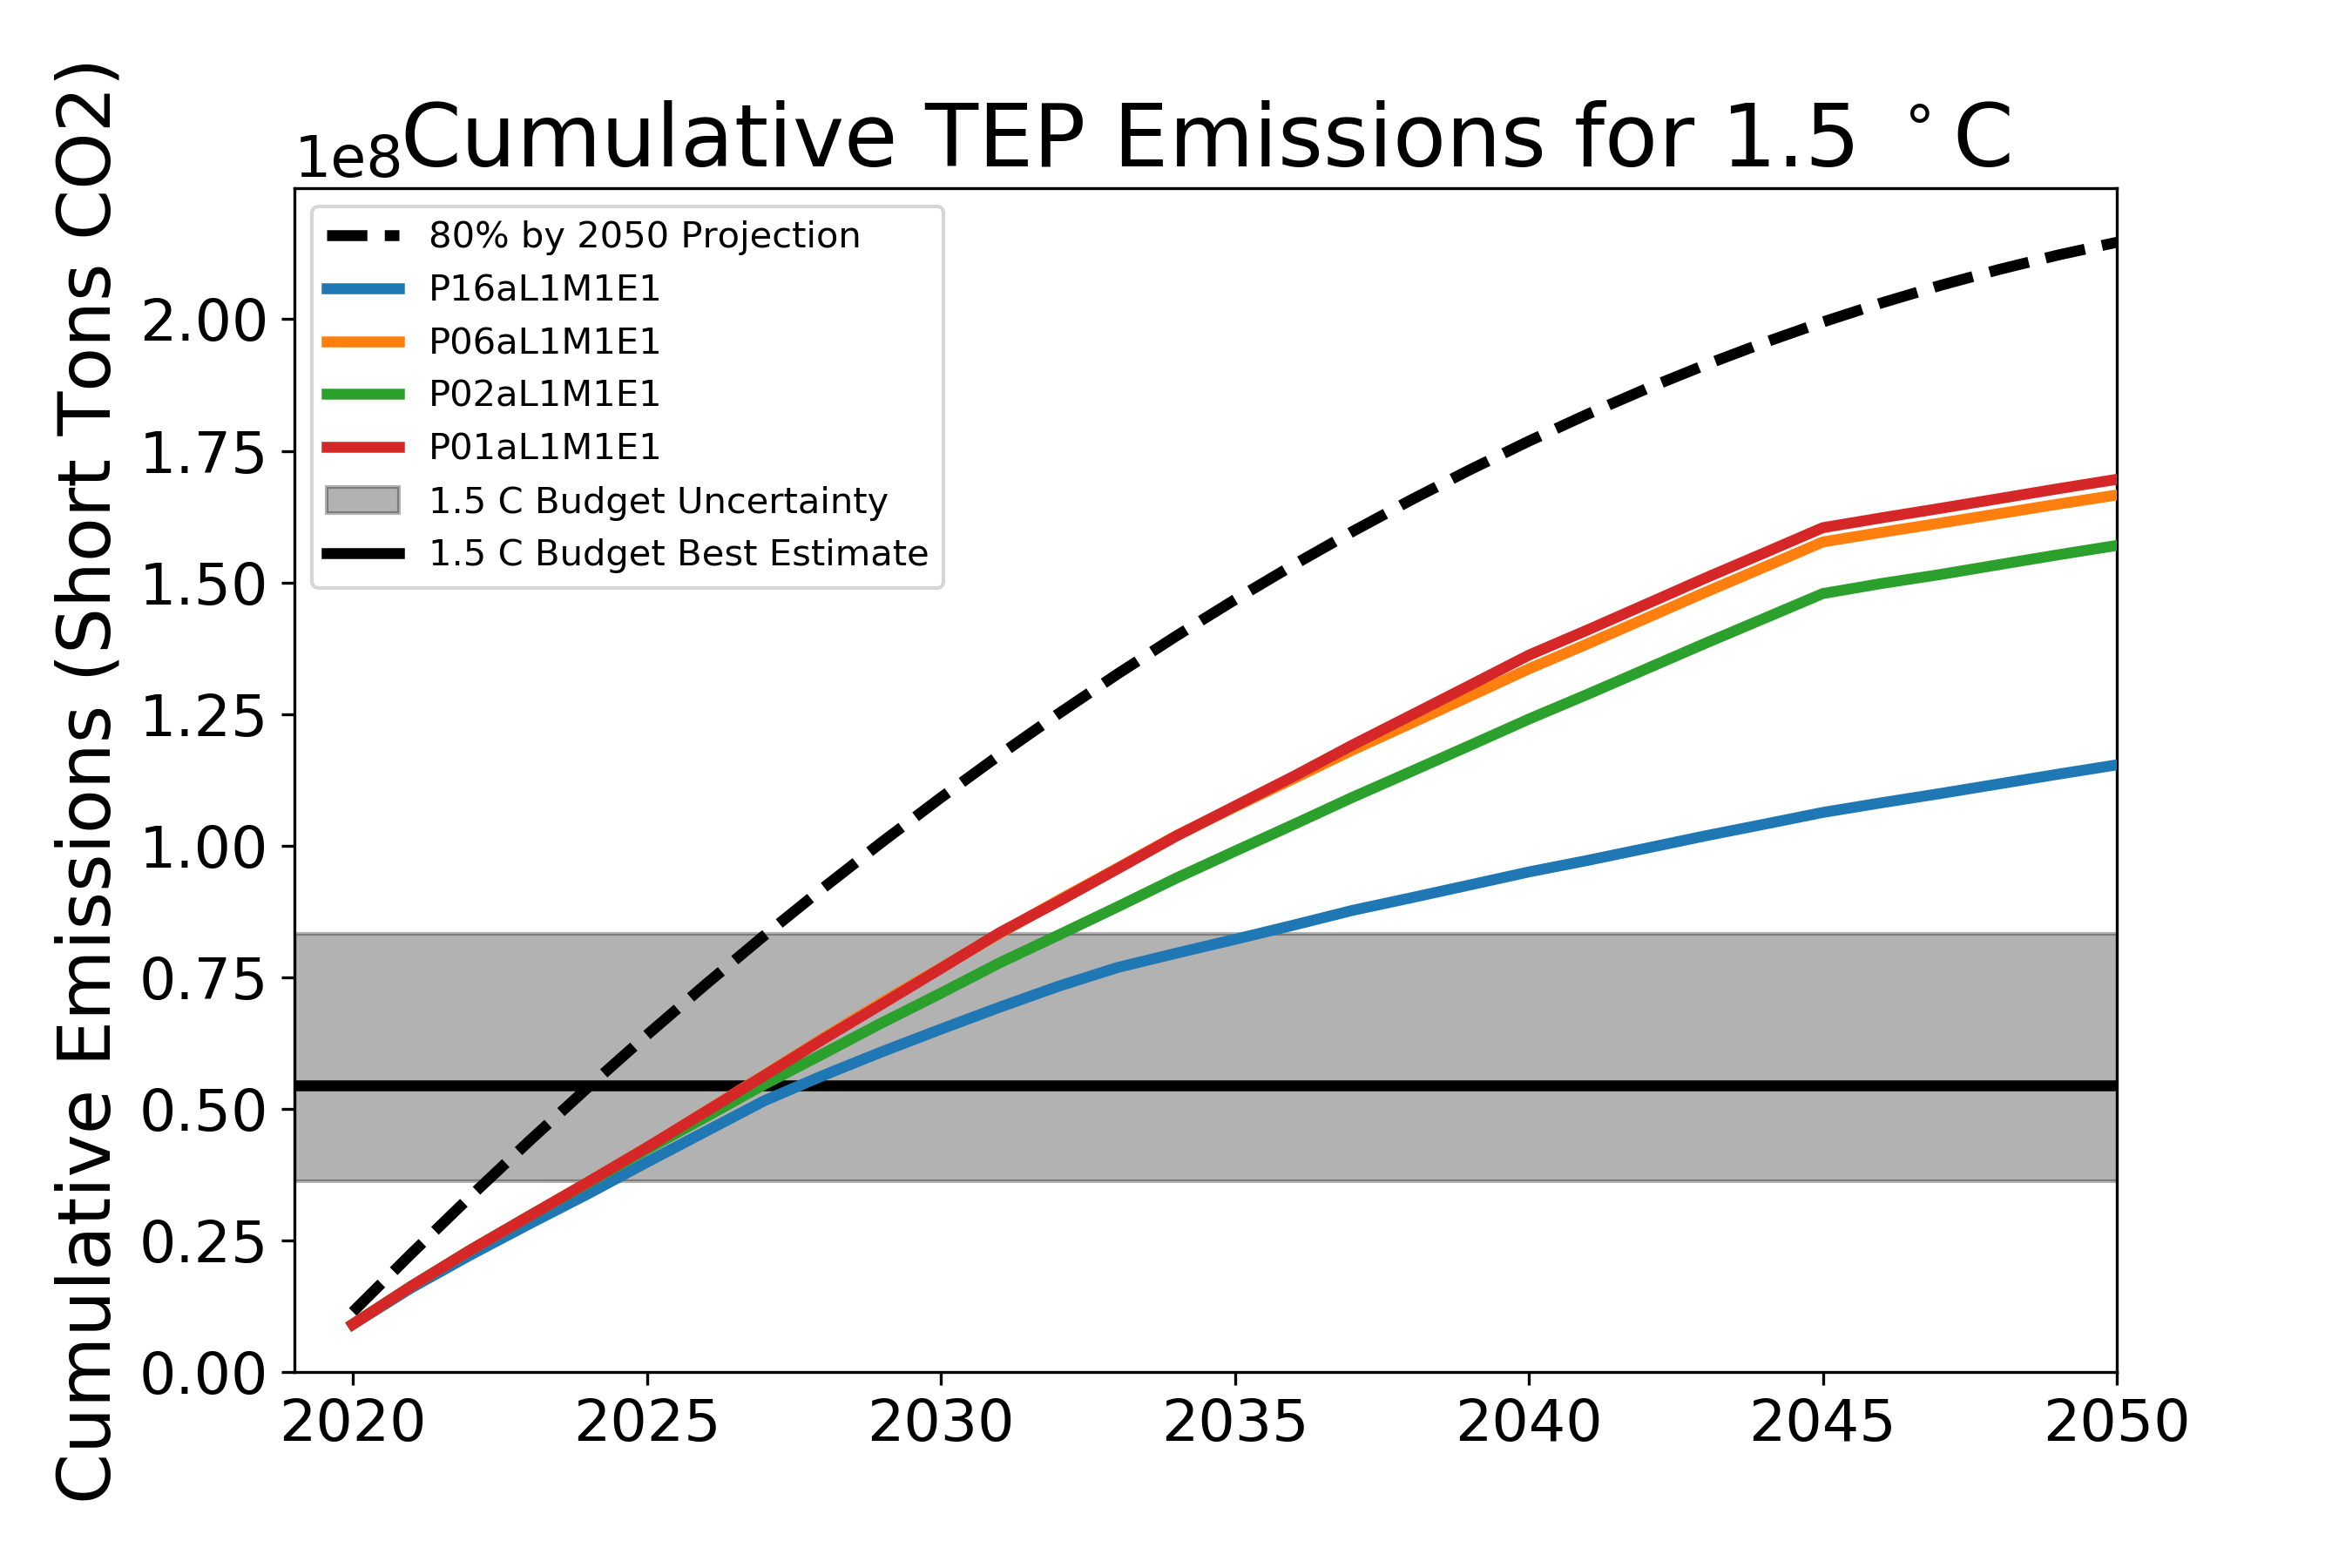 Cumulative TEP Emissions for 1.5 °C
1e8
Cumulative Emissions (Short Tons CO2)
80% by 2050 Projection
P16aL1M1E1
P06aL1M1E1
P02aL1M1E1
P01aL1M1E1
1.5 C Budget Uncertainty
1.5 C Budget Best Estimate
2.00
1.75
1.50
1.25
1.00
0.75
0.50
0.25
0.00
2020 2025 2030 2035 2040 2045 2050